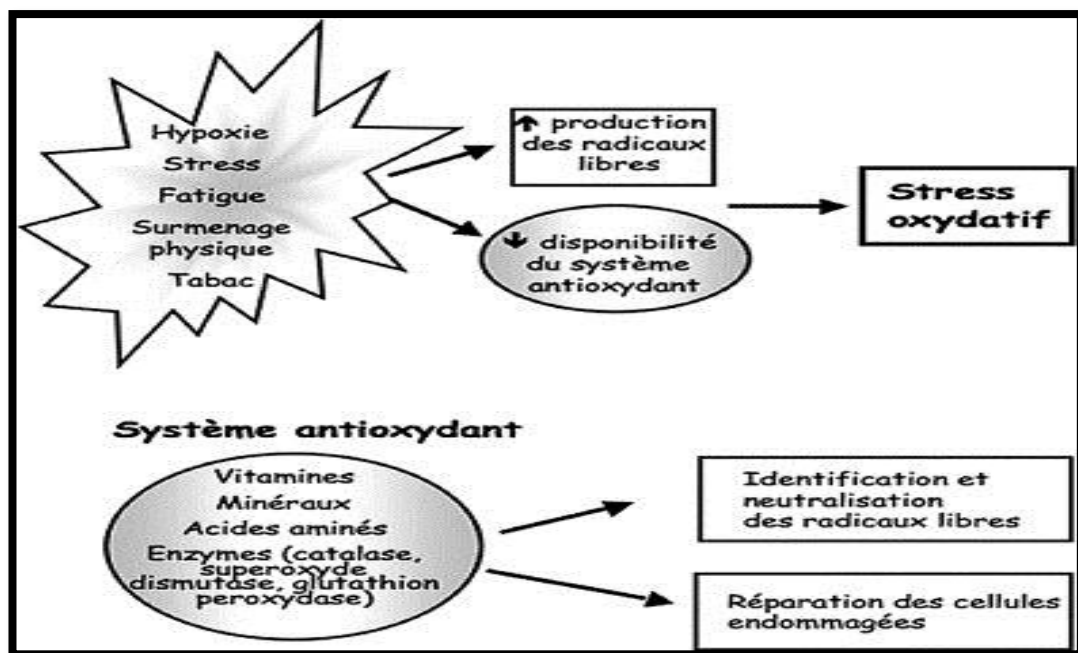 Hypoxie
Stress
Fatigue
Surmenage
physique
Tabac
↑ production
des radicaux
libres
↓ disponibilité
du système
antioxydant
Stress
oxydatif
Système antioxydant
Vitamines
Minéraux
Acides aminés
Enzymes (catalase,
superoxyde
dismutase, glutathion
peroxydase)
Identification et
neutralisation
des radicaux libres
Réparation des cellules
endommagées